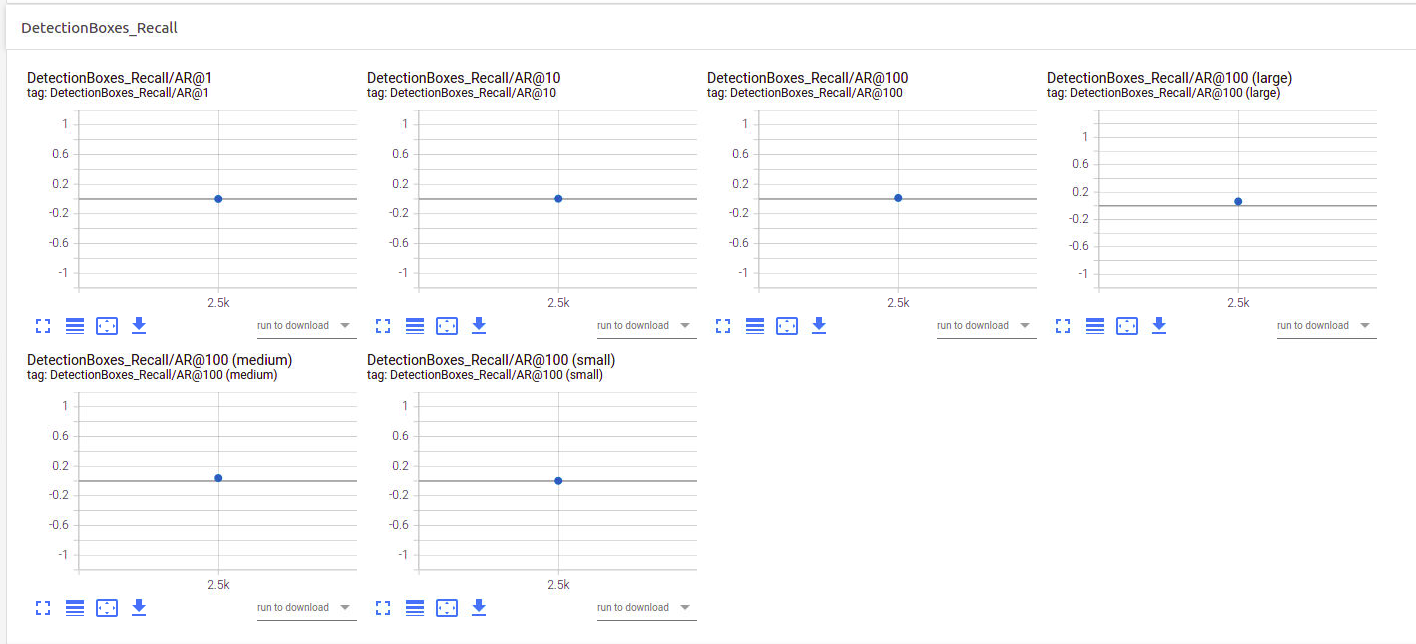 DetectionBoxes_Recall
DetectionBoxes_Recall/AR@1
tag: DetectionBoxes_Recall/AR@1
1
0.6
0.2
-0.2
-0.6
-1
2.5k
run to download
DetectionBoxes_Recall/AR@10
tag: DetectionBoxes_Recall/AR@10
1
0.6
0.2
-0.2
-0.6
-1
2.5k
run to download
DetectionBoxes_Recall/AR@100
tag: DetectionBoxes_Recall/AR@100
1
0.6
0.2
-0.2
-0.6
-1
2.5k
run to download
DetectionBoxes_Recall/AR@100 (large)
tag: DetectionBoxes_Recall/AR@100 (large)
1
0.6
0.2
-0.2
-0.6
-1
2.5k
run to download
DetectionBoxes_Recall/AR@100 (medium)
tag: DetectionBoxes_Recall/AR@100 (medium)
1
0.6
0.2
-0.2
-0.6
-1
2.5k
run to download
DetectionBoxes_Recall/AR@100 (small)
tag: DetectionBoxes_Recall/AR@100 (small)
1
0.6
0.2
-0.2
-0.6
-1
2.5k
run to download